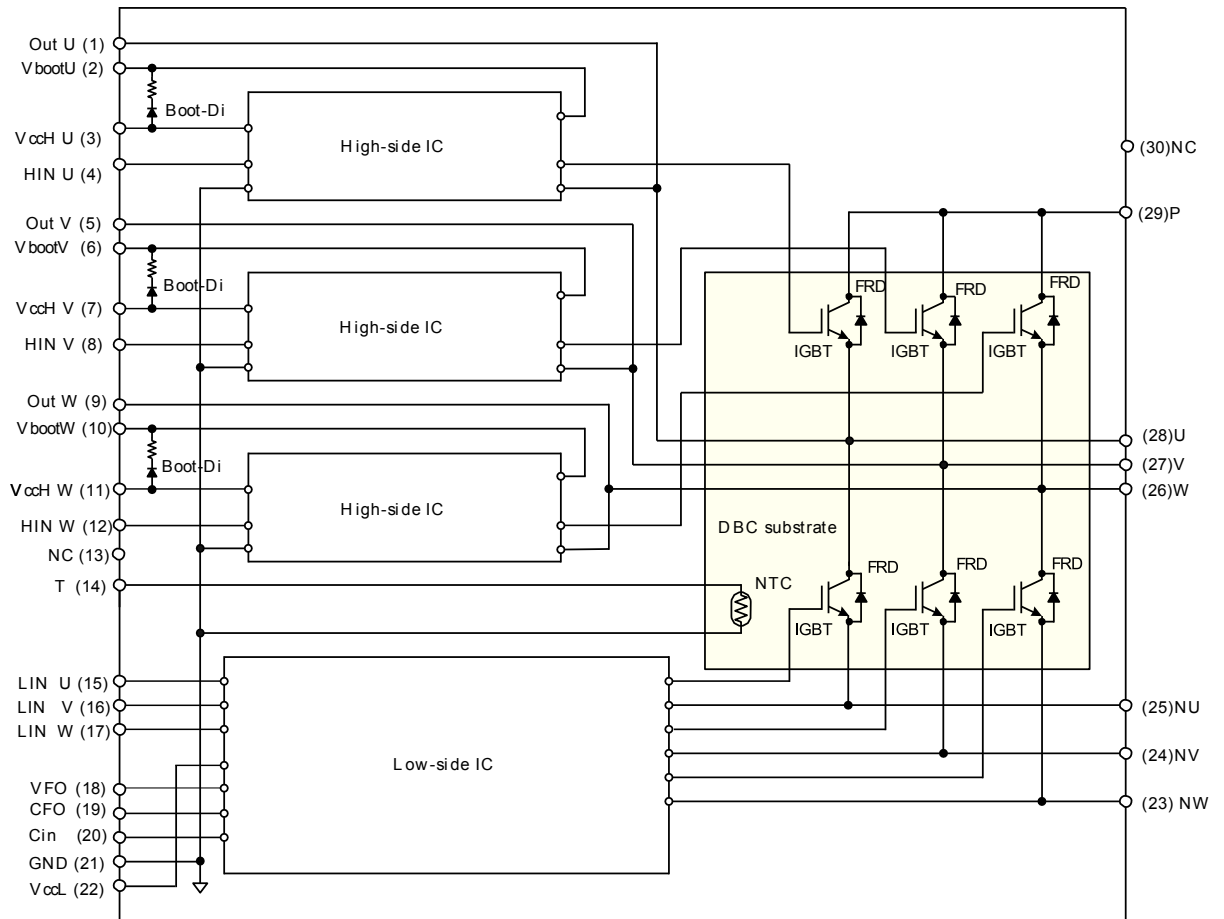 Out U (1)
VbootU (2)
Boot-Di
VccH U (3)
High-side IC
HIN U (4)
(30)NC
Out V (5)
(29)P
VbootV (6)
Boot-Di
VccH V (7)
High-side IC
HIN V (8)
FRD
FRD
FRD
IGBT
IGBT
IGBT
Out W (9)
VbootW (10)
Boot-Di
(28)U
(27)V
VccH W (11)
(26)W
High-side IC
HIN W (12)
DBC substrate
NC (13)
T (14)
NTC
FRD
FRD
FRD
IGBT
IGBT
IGBT
LIN U (15)
LIN V (16)
LIN W (17)
(25)NU
Low-side IC
(24)NV
VFO (18)
CFO (19)
(23) NW
Cin (20)
GND (21)
VccL (22)